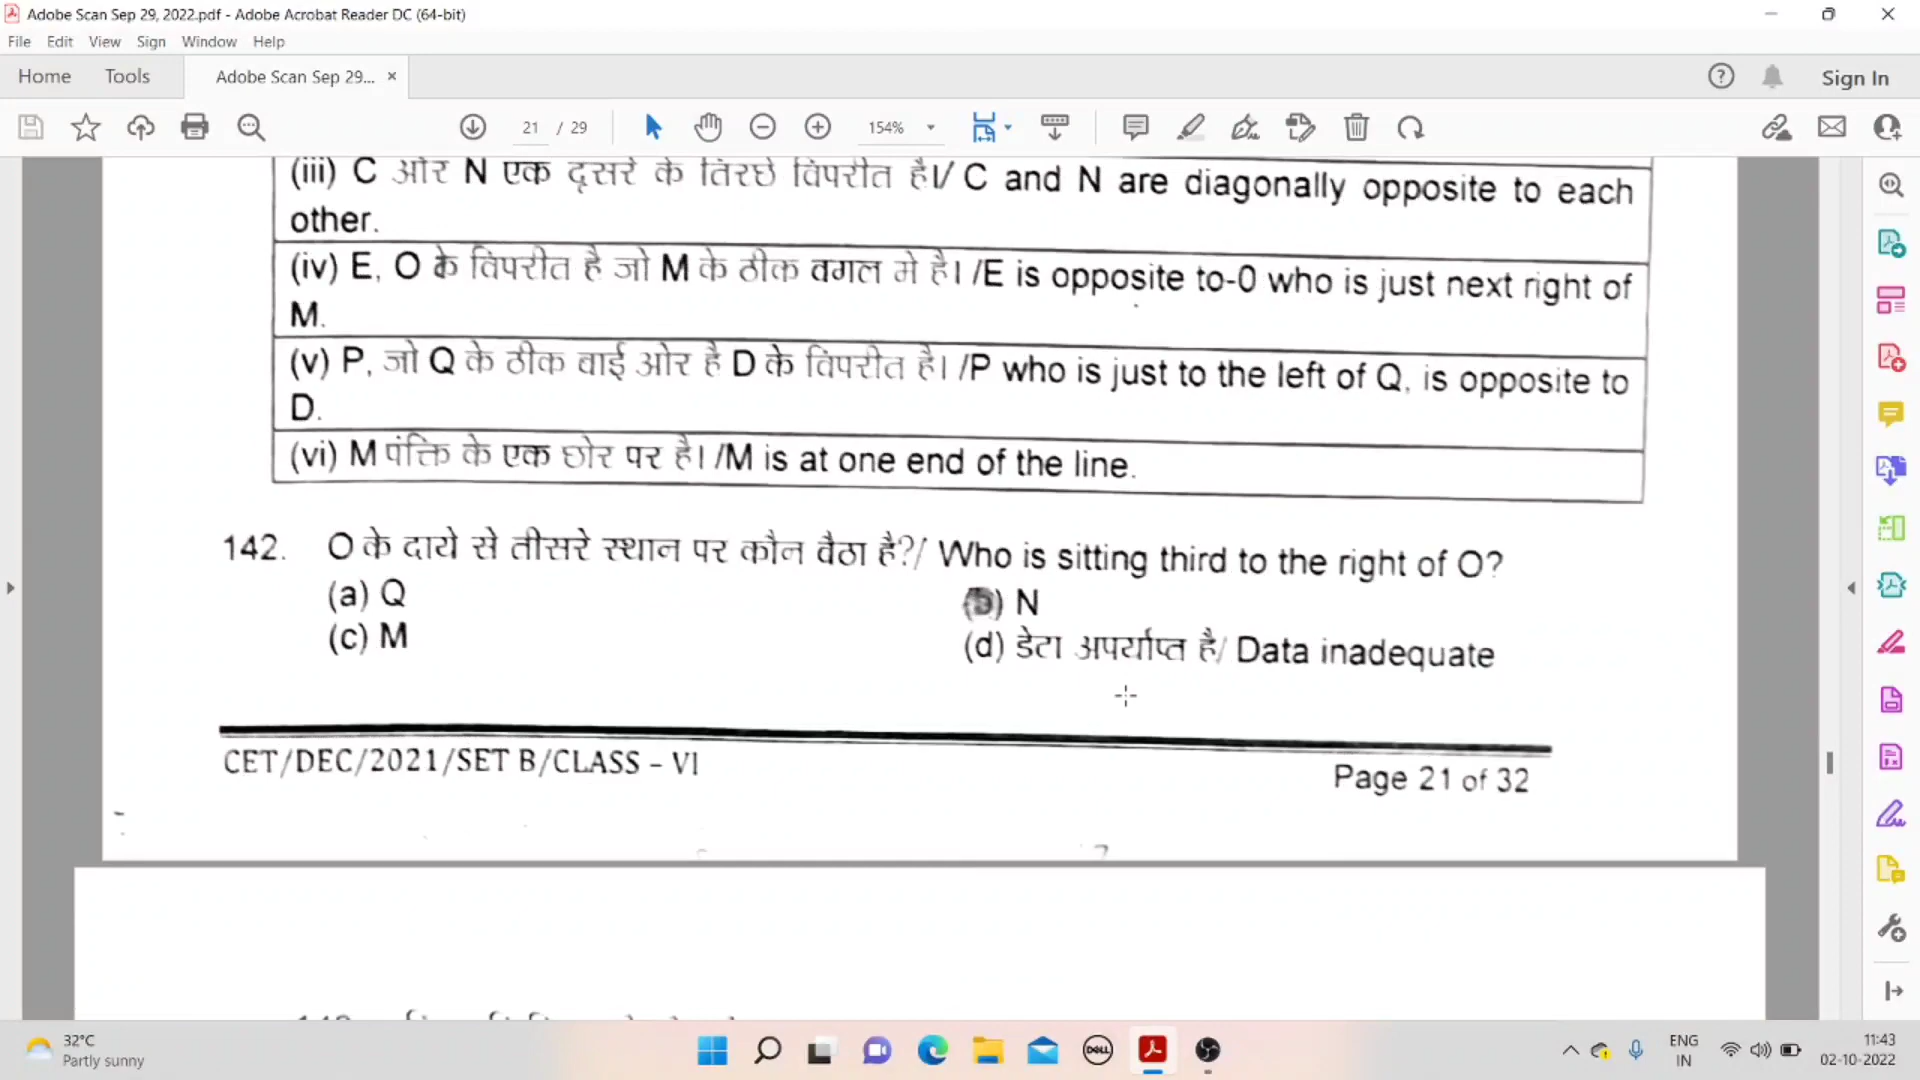 Adobe Scan Sep 29, 2022.pdf - Adobe Acrobat Reader DC (64-bit)
File Edit View Sign Window Help
Home Tools Adobe Scan Sep 29... × Sign In
21 / 29 154%
(iii) C ओर N एक दूसरे के तिरछे विपरीत है।/ C and N are diagonally opposite to each
other.
(iv) E, O के विपरीत है जो M के ठीक वगल मे है। /E is opposite to-0 who is just next right of
M.
(v) P, जो Q के ठीक वाई ओर है D के विपरीत है। /P who is just to the left of Q, is opposite to
D.
(vi) M पंक्ति के एक छोर पर है। /M is at one end of the line.
142. O के दाये से तीसरे स्थान पर कौन वैठा है?/ Who is sitting third to the right of O?
(a) Q (b) N
(c) M (d) डेटा अपर्याप्त है/ Data inadequate
CET/DEC/2021/SET B/CLASS - VI
Page 21 of 32
32°C
Partly sunny
DELL
ENG
IN
11:43
02-10-2022